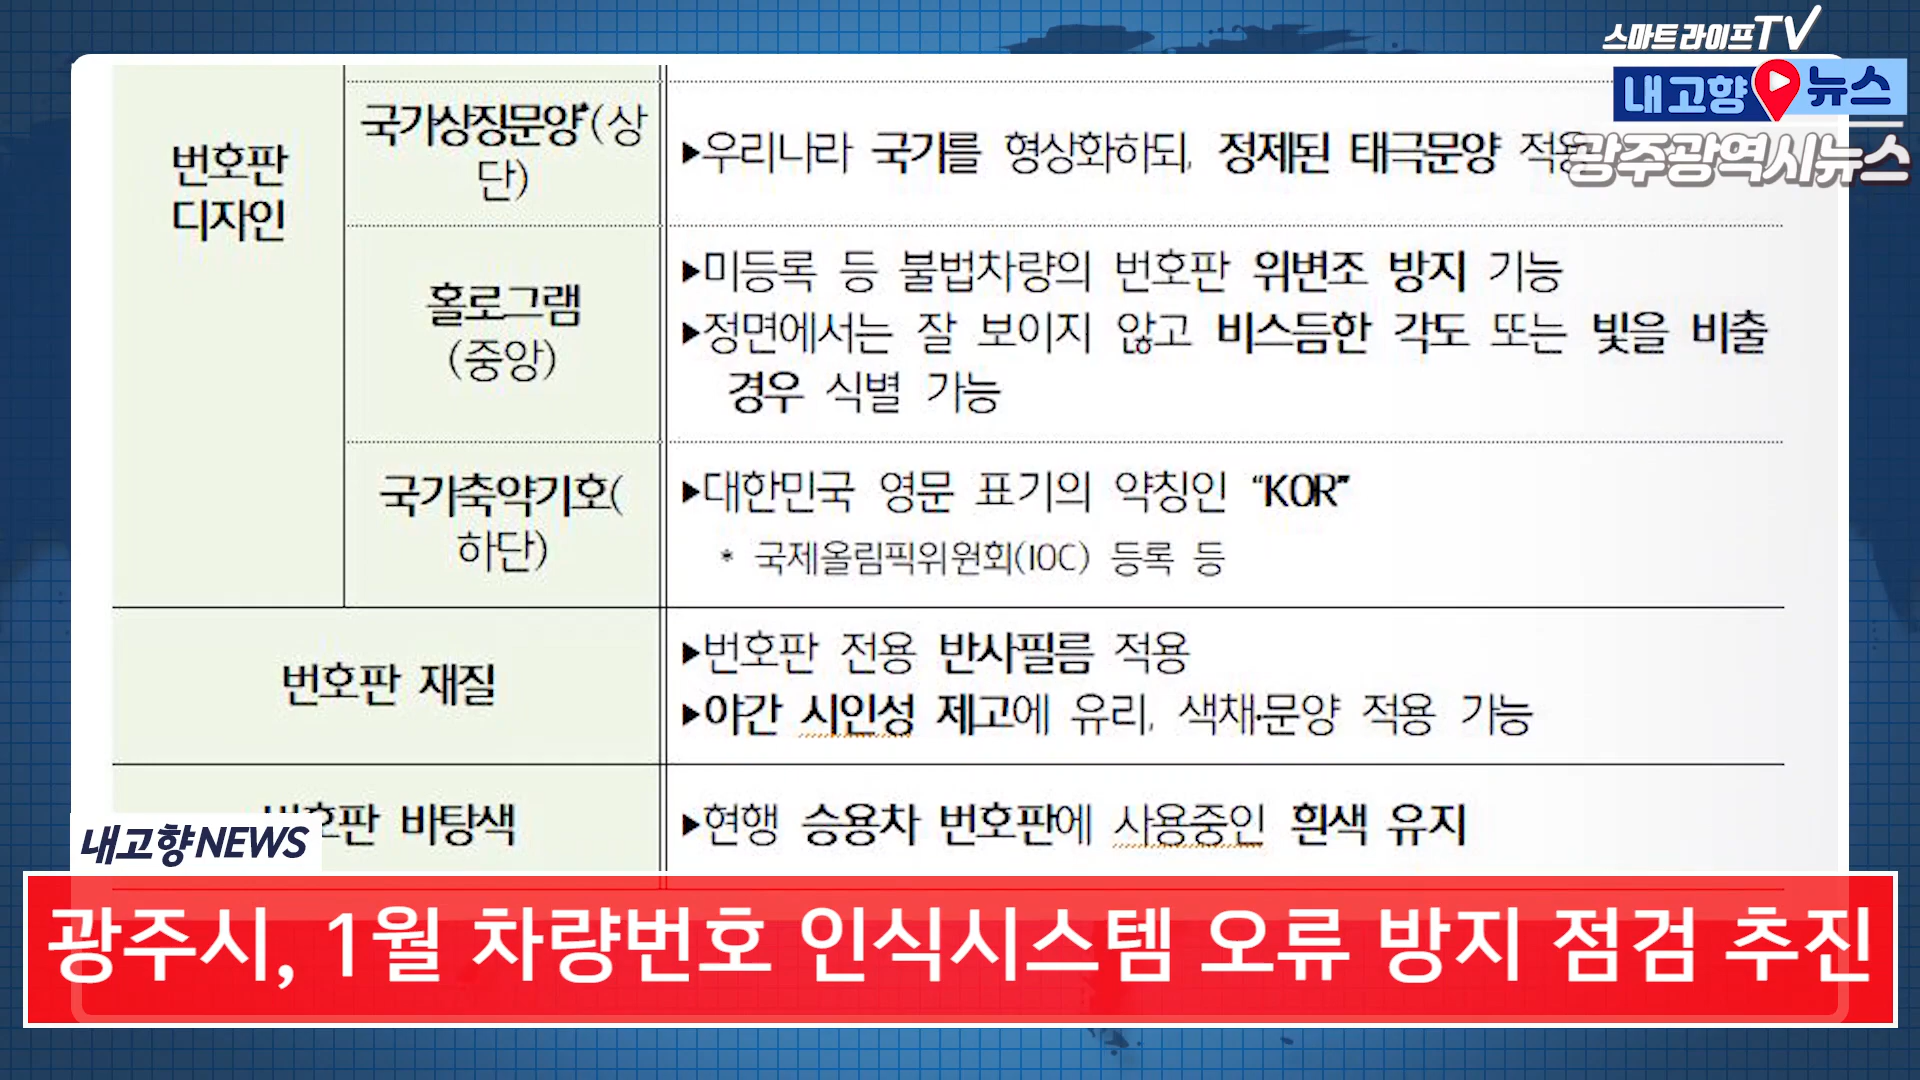 스마트라이프TV
내고향 뉴스
광주광역시뉴스
번호판
디자인
국가상징문양*(상
단)
▶우리나라 국기를 형상화하되, 정제된 태극문양 적용
홀로그램
(중앙)
▶미등록 등 불법차량의 번호판 위변조 방지 기능
▶정면에서는 잘 보이지 않고 비스듬한 각도 또는 빛을 비출
경우 식별 가능
국가축약기호(
하단)
▶대한민국 영문 표기의 약칭인 “KOR”
* 국제올림픽위원회(IOC) 등록 등
번호판 재질
▶번호판 전용 반사필름 적용
▶야간 시인성 제고에 유리, 색채·문양 적용 가능
번호판 바탕색
▶현행 승용차 번호판에 사용중인 흰색 유지
내고향NEWS
광주시, 1월 차량번호 인식시스템 오류 방지 점검 추진